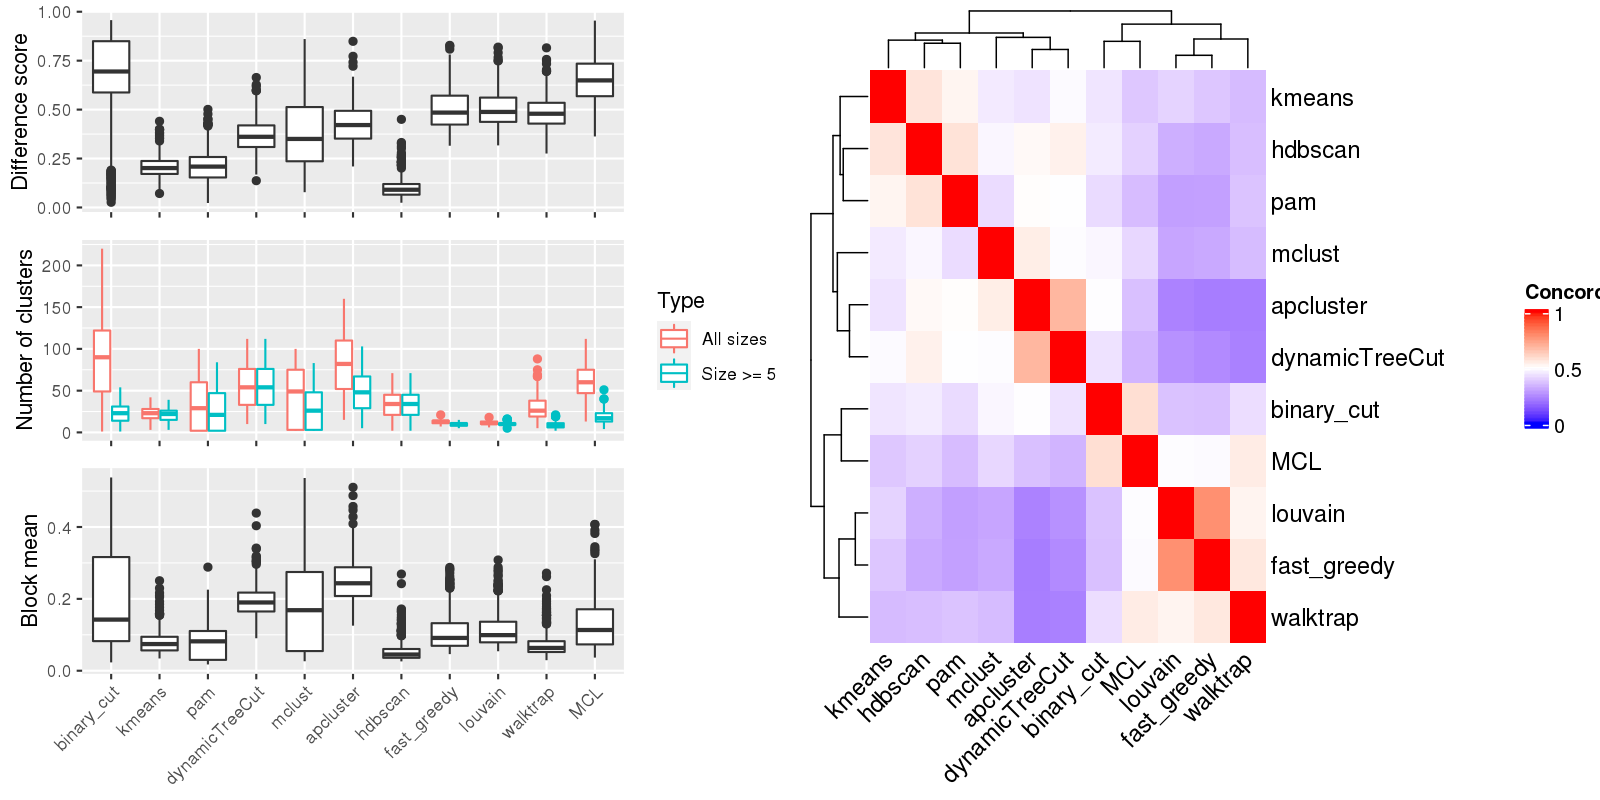 Difference score
1.00
0.75
0.50
0.25
0.00
Number of clusters
200
150
100
50
0
Block mean
0.4
0.2
0.0
binary_cut
kmeans
pam
dynamicTreeCut
mclust
apcluster
hdbscan
fast_greedy
louvain
walktrap
MCL
Type
All sizes
Size >= 5
kmeans
hdbscan
pam
mclust
apcluster
dynamicTreeCut
binary_cut
MCL
louvain
fast_greedy
walktrap
kmeans
hdbscan
pam
mclust
apcluster
dynamicTreeCut
binary_cut
MCL
louvain
fast_greedy
walktrap
Concord
1
0.5
0